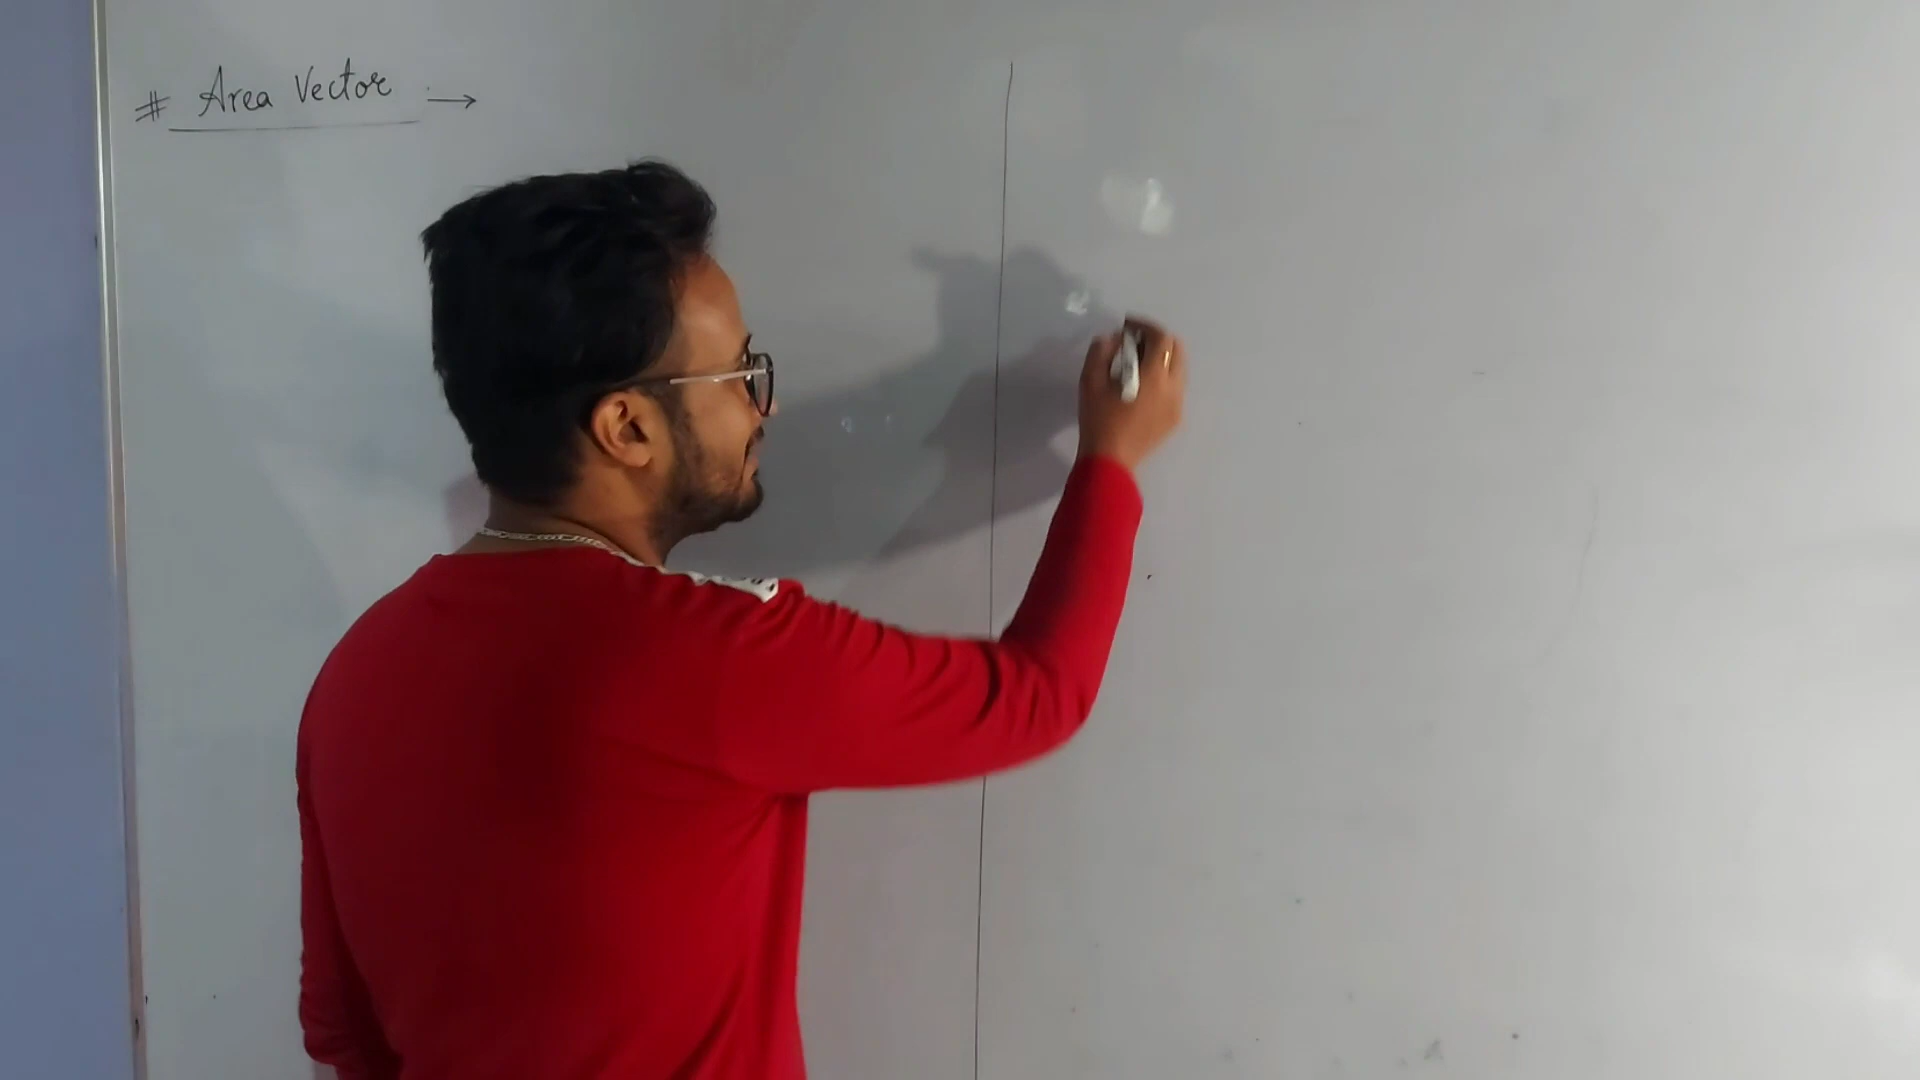 # Area Vector →